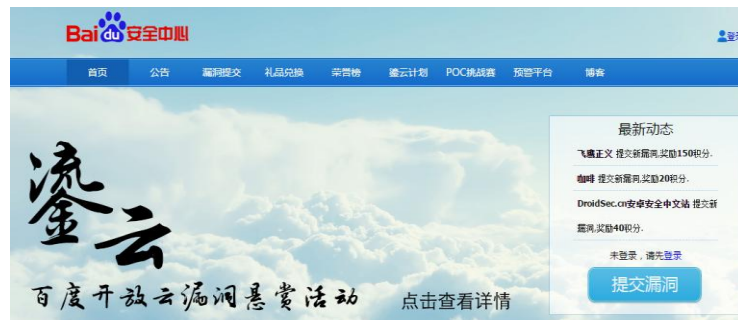 Bai du 安全中心
登录
首页 公告 漏洞提交 礼品兑换 荣誉榜 鎏云计划 POC挑战赛 预警平台 博客
鎏云
百度开放云漏洞悬赏活动 点击查看详情
最新动态
飞鹰正义 提交新漏洞,奖励150积分.
咖啡 提交新漏洞,奖励20积分.
DroidSec.cn安卓安全中文站 提交新
漏洞,奖励40积分.
未登录，请先登录
提交漏洞